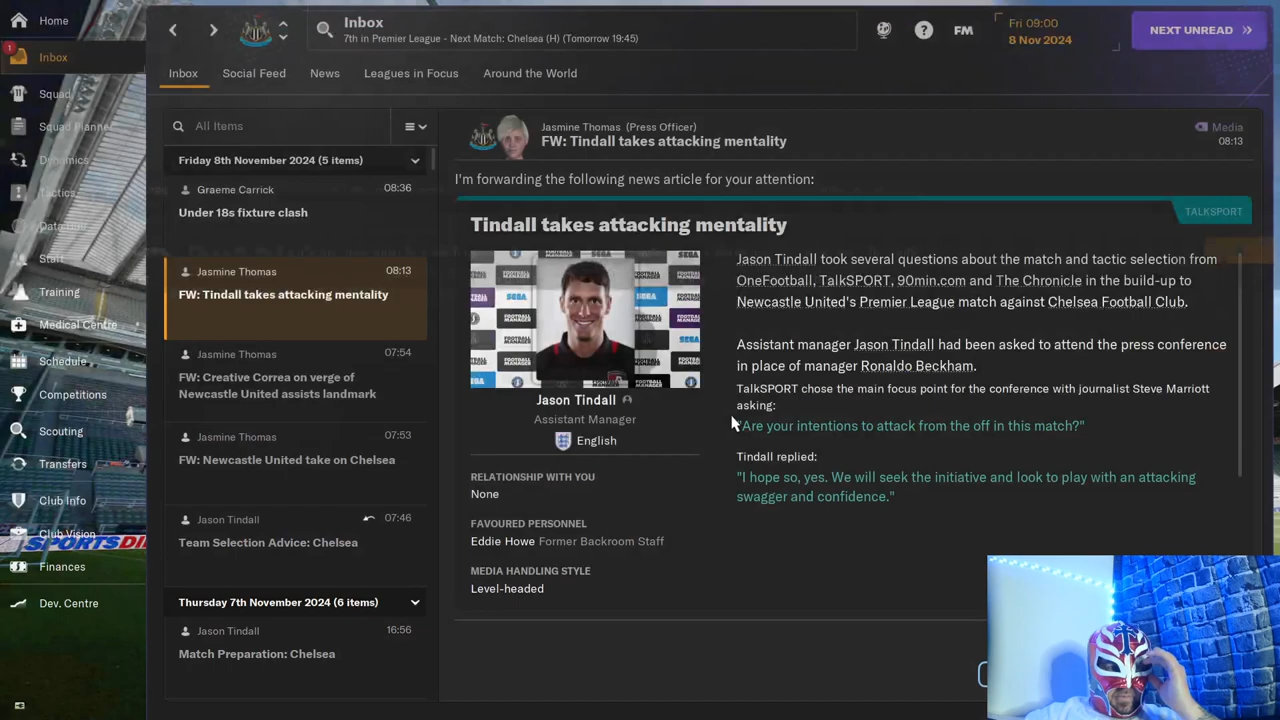 Home
1
Inbox
Squad
Squad Planner
Dynamics
Tactics
Data Hub
Staff
Training
Medical Centre
Schedule
Competitions
Scouting
Transfers
Club Info
Club Vision
SPORTS DI
Finances
Dev. Centre
Inbox
7th in Premier League - Next Match: Chelsea (H) (Tomorrow 19:45)
FM
Fri 09:00
8 Nov 2024
NEXT UNREAD
Inbox
Social Feed
News
Leagues in Focus
Around the World
All Items
Friday 8th November 2024 (5 items)
Graeme Carrick
08:36
Under 18s fixture clash
Jasmine Thomas
08:13
FW: Tindall takes attacking mentality
Jasmine Thomas
07:54
FW: Creative Correa on verge of
Newcastle United assists landmark
Jasmine Thomas
07:53
FW: Newcastle United take on Chelsea
Jason Tindall
07:46
Team Selection Advice: Chelsea
Thursday 7th November 2024 (6 items)
Jason Tindall
16:56
Match Preparation: Chelsea
Jasmine Thomas (Press Officer)
FW: Tindall takes attacking mentality
Media
08:13
I'm forwarding the following news article for your attention:
TALKSPORT
Tindall takes attacking mentality
Jason Tindall
Assistant Manager
English
RELATIONSHIP WITH YOU
None
FAVOURED PERSONNEL
Eddie Howe Former Backroom Staff
MEDIA HANDLING STYLE
Level-headed
Jason Tindall took several questions about the match and tactic selection from
OneFootball, TalkSPORT, 90min.com and The Chronicle in the build-up to
Newcastle United's Premier League match against Chelsea Football Club.
Assistant manager Jason Tindall had been asked to attend the press conference
in place of manager Ronaldo Beckham.
TalkSPORT chose the main focus point for the conference with journalist Steve Marriott
asking:
"Are your intentions to attack from the off in this match?"
Tindall replied:
"I hope so, yes. We will seek the initiative and look to play with an attacking
swagger and confidence."